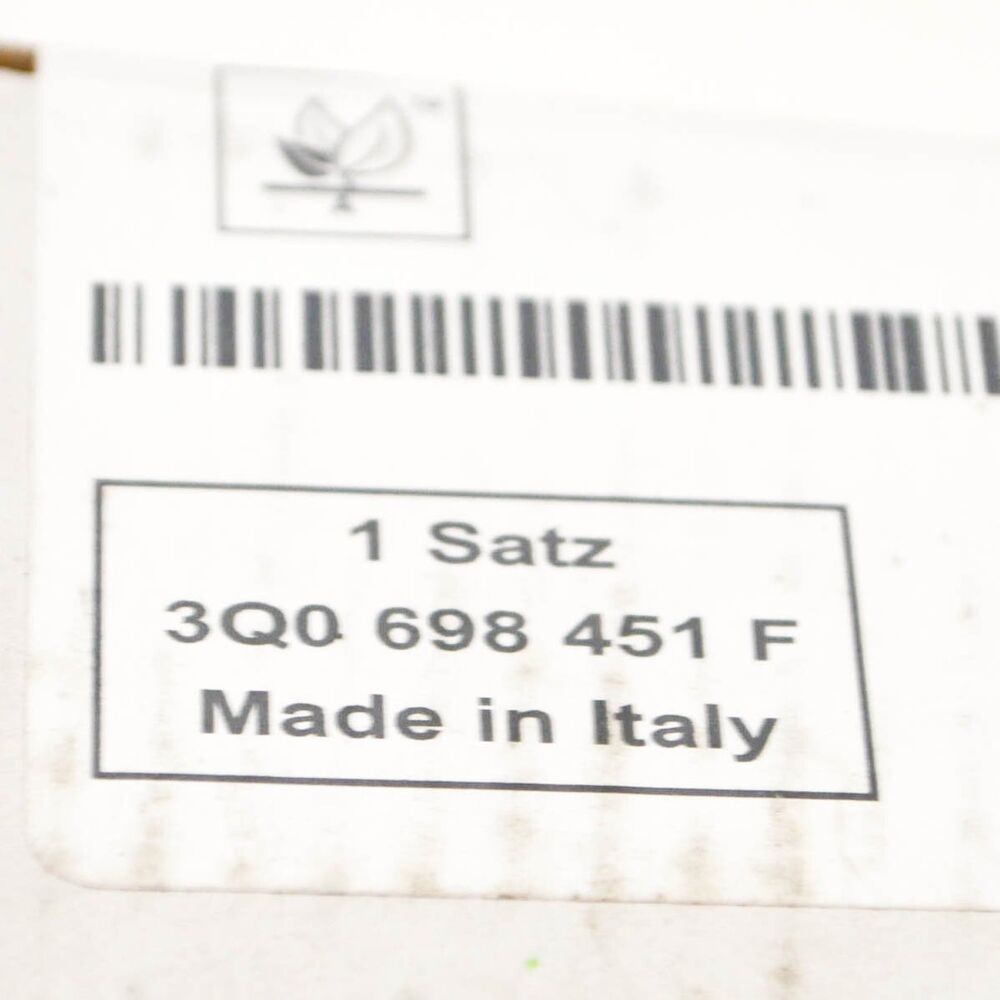 1 Satz
3Q0 698 451 F
Made in Italy